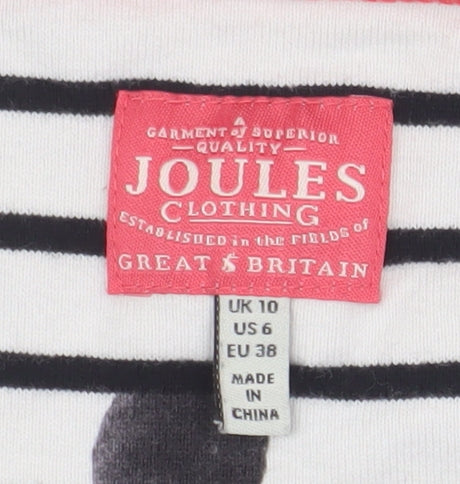 A
GARMENT of SUPERIOR
QUALITY
JOULES
CLOTHING
ESTABLISHED in the FIELDS of
GREAT BRITAIN
UK 10
US 6
EU 38
MADE
IN
CHINA